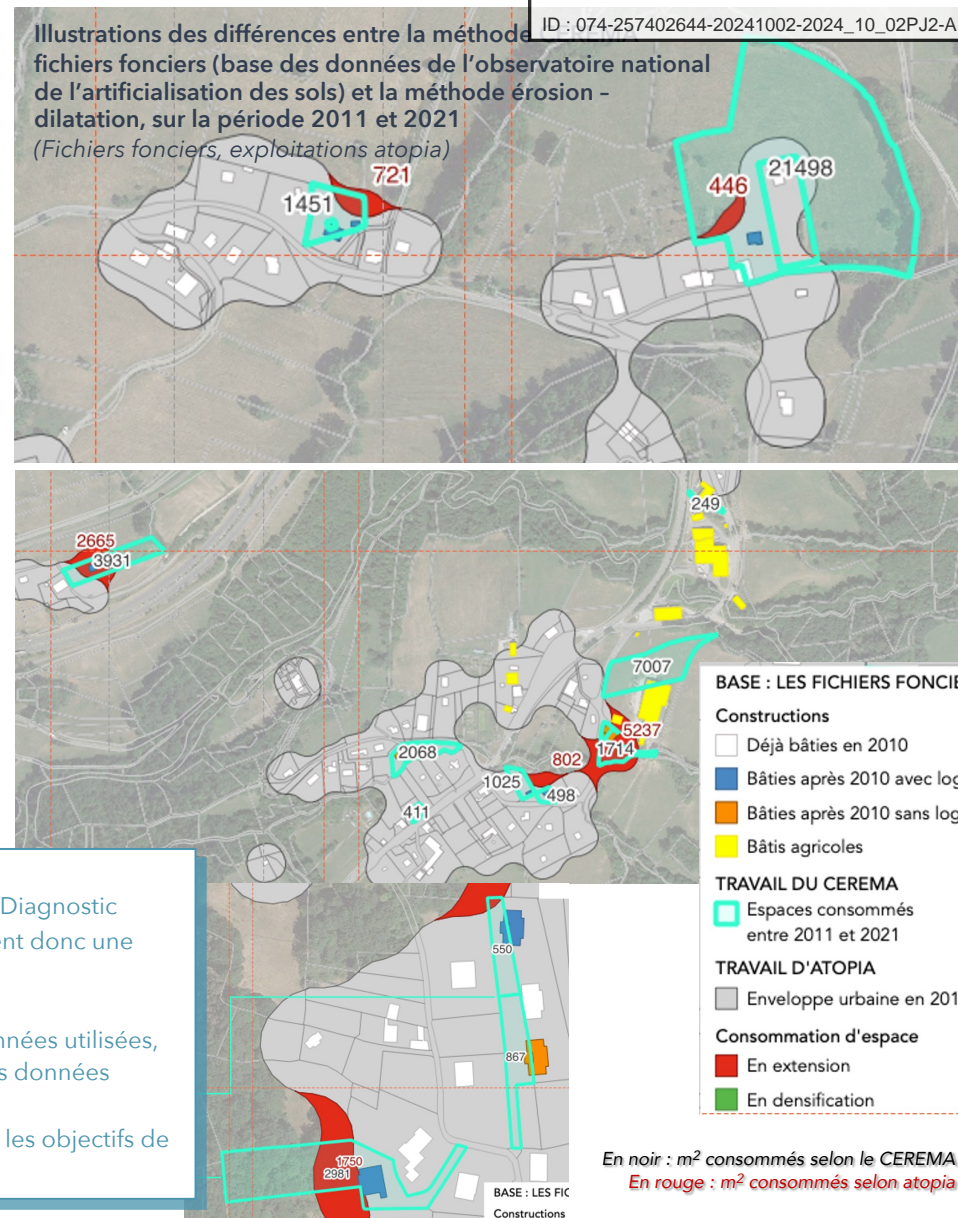 ID : 074-257402644-20241002-2024_10_02PJ2-A
Illustrations des différences entre la méthode CEREMA
fichiers fonciers (base des données de l'observatoire national
de l'artificialisation des sols) et la méthode érosion –
dilatation, sur la période 2011 et 2021
(Fichiers fonciers, exploitations atopia)
721
1451
446
21498
249
2665
3931
7007
5237
1714
802
2068
1025
498
411
BASE : LES FICHIERS FONCIE
Constructions
Déjà bâties en 2010
Bâties après 2010 avec log
Bâties après 2010 sans log
Bâtis agricoles
TRAVAIL DU CEREMA
Espaces consommés
entre 2011 et 2021
TRAVAIL D'ATOPIA
Enveloppe urbaine en 201
Consommation d'espace
En extension
En densification
Diagnostic
ent donc une
nnées utilisées,
s données
les objectifs de
550
867
1750
2981
BASE : LES FIC
Constructions
En noir : m² consommés selon le CEREMA
En rouge : m² consommés selon atopia